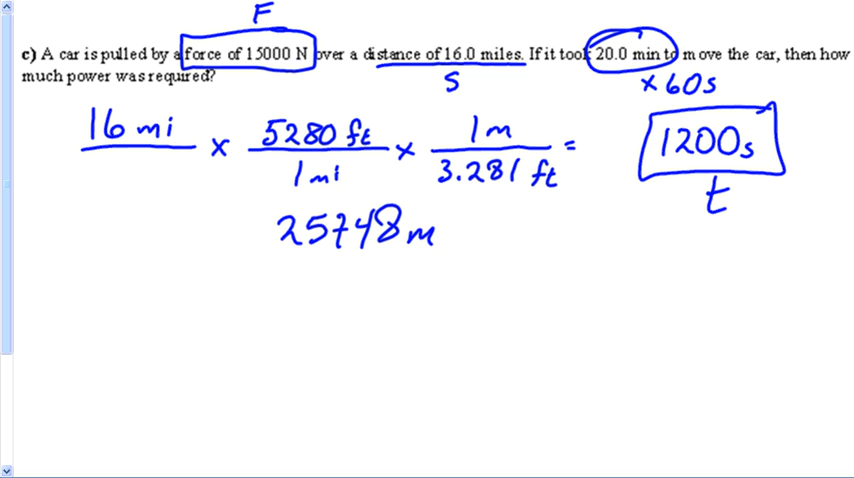 F
c) A car is pulled by a force of 15000 N over a distance of 16.0 miles. If it took 20.0 min to move the car, then how
much power was required?
S
x 60s
16 mi x 5280 ft x 1m =
1 mi 3.281 ft
1200s
t
25748 m